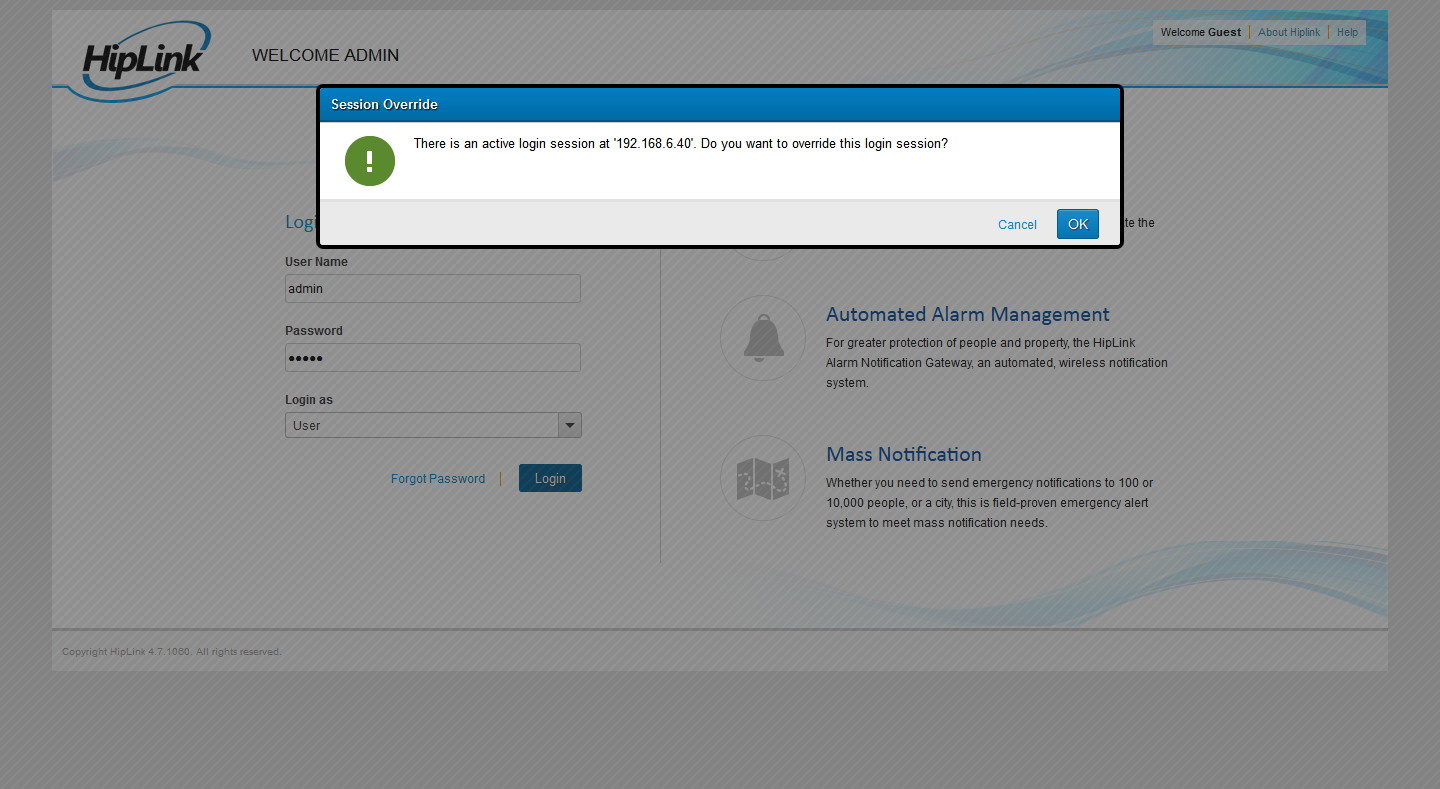 HipLink
WELCOME ADMIN
Welcome Guest
About Hiplink
Help
Session Override
There is an active login session at '192.168.6.40'. Do you want to override this login session?
Cancel
OK
Logi
te the
User Name
admin
Password
Login as
User
Forgot Password
Login
Automated Alarm Management
For greater protection of people and property, the HipLink
Alarm Notification Gateway, an automated, wireless notification
system.
Mass Notification
Whether you need to send emergency notifications to 100 or
10,000 people, or a city, this is field-proven emergency alert
system to meet mass notification needs.
Copyright HipLink 4.7.1060. All rights reserved.